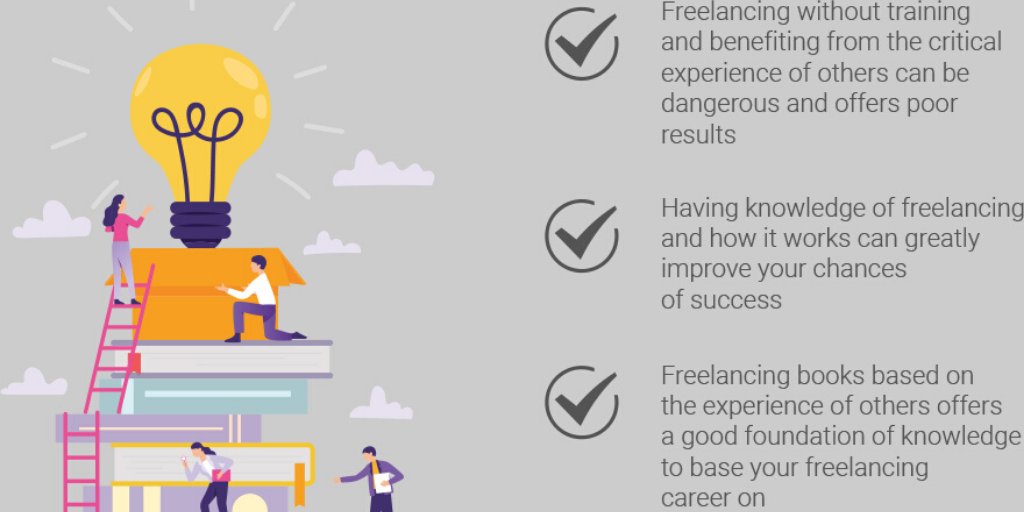 Freelancing without training
and benefiting from the critical
experience of others can be
dangerous and offers poor
results
Having knowledge of freelancing
and how it works can greatly
improve your chances
of success
Freelancing books based on
the experience of others offers
a good foundation of knowledge
to base your freelancing
career on